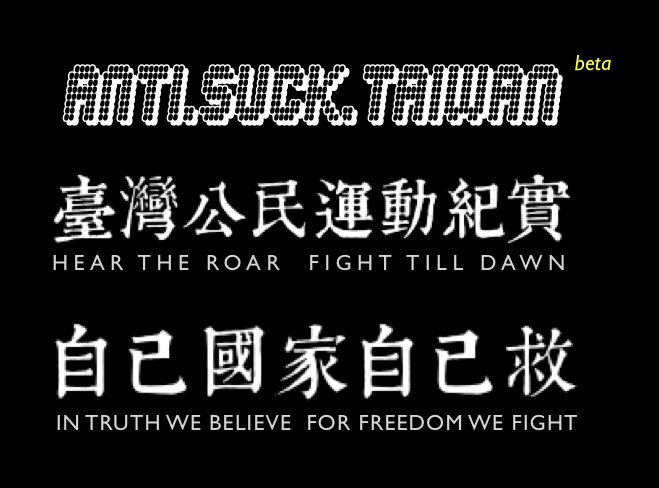 ANTI.SUCK.TAIWAN beta
臺灣公民運動紀實
HEAR THE ROAR FIGHT TILL DAWN
自己國家自己救
IN TRUTH WE BELIEVE FOR FREEDOM WE FIGHT